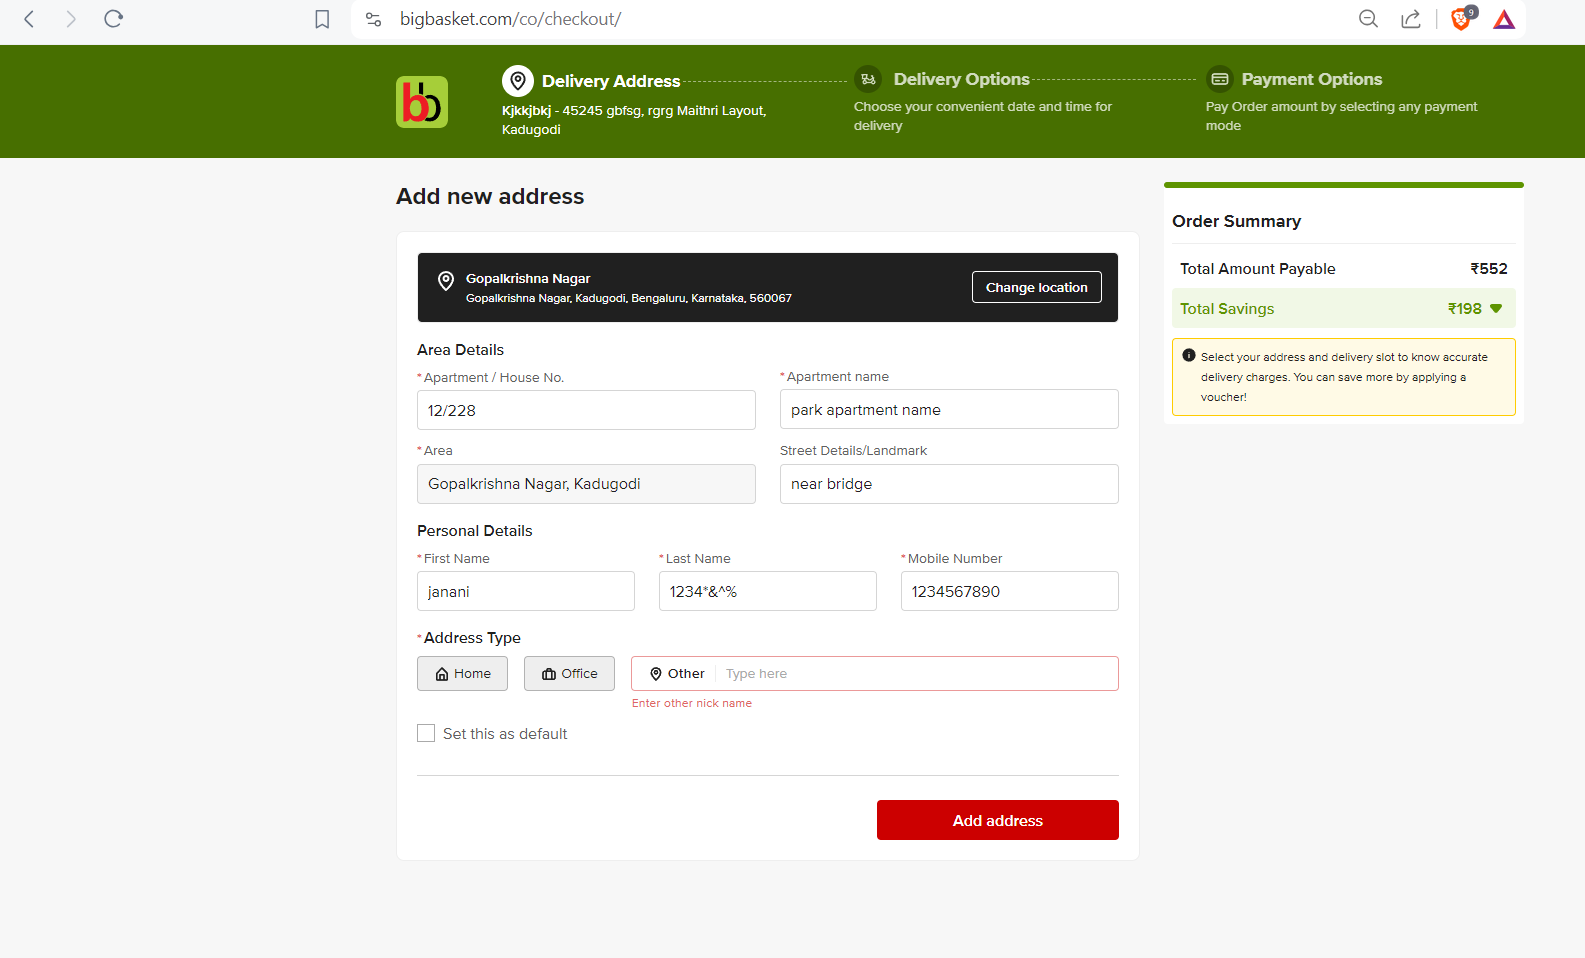 bigbasket.com/co/checkout/
9
bb
Delivery Address
Kjkkjbkj - 45245 gbfsg, rgrg Maithri Layout,
Kadugodi
Delivery Options
Choose your convenient date and time for
delivery
Payment Options
Pay Order amount by selecting any payment
mode
Add new address
Gopalkrishna Nagar
Gopalkrishna Nagar, Kadugodi, Bengaluru, Karnataka, 560067
Change location
Area Details
*Apartment / House No.
*Apartment name
12/228
park apartment name
*Area
Street Details/Landmark
Gopalkrishna Nagar, Kadugodi
near bridge
Personal Details
*First Name
*Last Name
*Mobile Number
janani
1234*&^%
1234567890
*Address Type
Home
Office
Other
Type here
Enter other nick name
Set this as default
Add address
Order Summary
Total Amount Payable ₹552
Total Savings ₹198
Select your address and delivery slot to know accurate
delivery charges. You can save more by applying a
voucher!